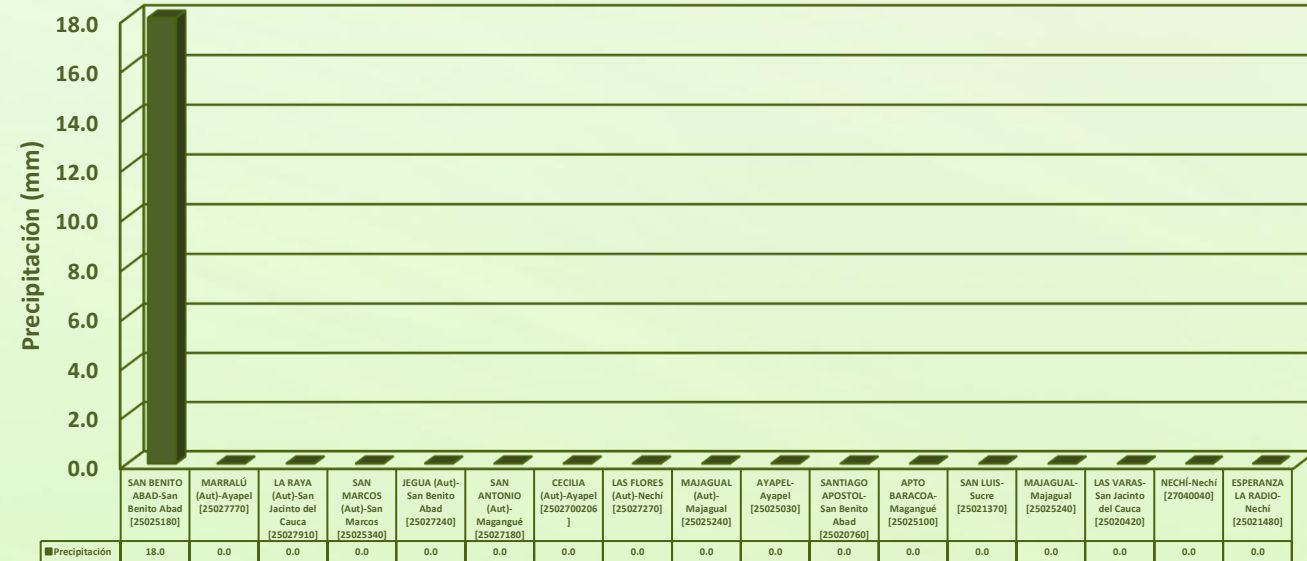 Precipitación (mm)
18.0
16.0
14.0
12.0
10.0
8.0
6.0
4.0
2.0
0.0
SAN BENITO
ABAD-San
Benito Abad
[25025180]
MARRALÚ
(Aut)-Ayapel
[25027770]
LA RAYA
(Aut)-San
Jacinto del
Cauca
[25027910]
SAN
MARCOS
(Aut)-San
Marcos
[25025340]
JEGUA (Aut)-
San Benito
Abad
[25027240]
SAN
ANTONIO
(Aut)-
Magangué
[25027180]
CECILIA
(Aut)-Ayapel
[2502700206
]
LAS FLORES
(Aut)-Nechí
[25027270]
MAJAGUAL
(Aut)-
Majagual
[25025240]
AYAPEL-
Ayapel
[25025030]
SANTIAGO
APOSTOL-
San Benito
Abad
[25020760]
APTO
BARACOA-
Magangué
[25025100]
SAN LUIS-
Sucre
[25021370]
MAJAGUAL-
Majagual
[25025240]
LAS VARAS-
San Jacinto
del Cauca
[25020420]
NECHÍ-Nechí
[27040040]
ESPERANZA
LA RADIO-
Nechí
[25021480]
Precipitación 18.0 0.0 0.0 0.0 0.0 0.0 0.0 0.0 0.0 0.0 0.0 0.0 0.0 0.0 0.0 0.0 0.0